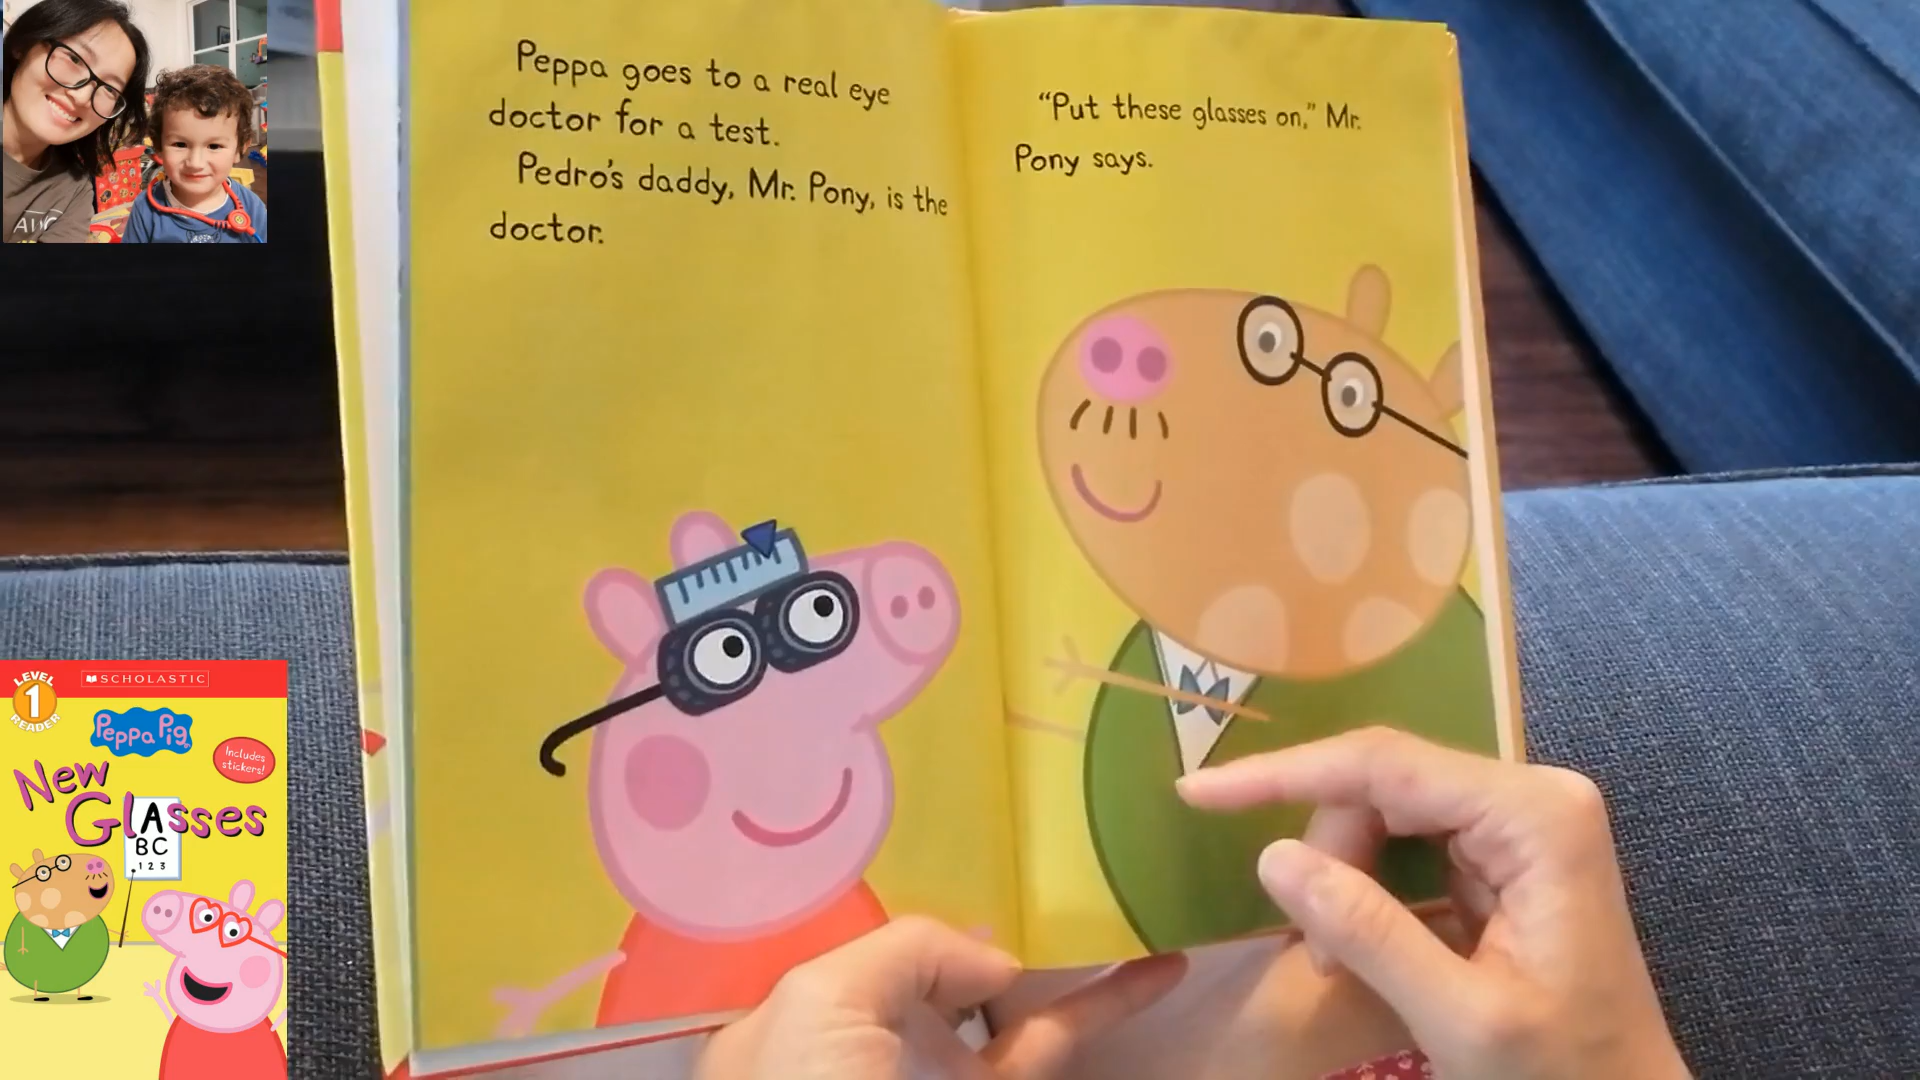 Peppa goes to a real eye
doctor for a test.
Pedro's daddy, Mr. Pony, is the
doctor.
“Put these glasses on,” Mr.
Pony says.
LEVEL
1
READER
SCHOLASTIC
Peppa Pig
Includes
stickers!
New
Glasses
BC
123